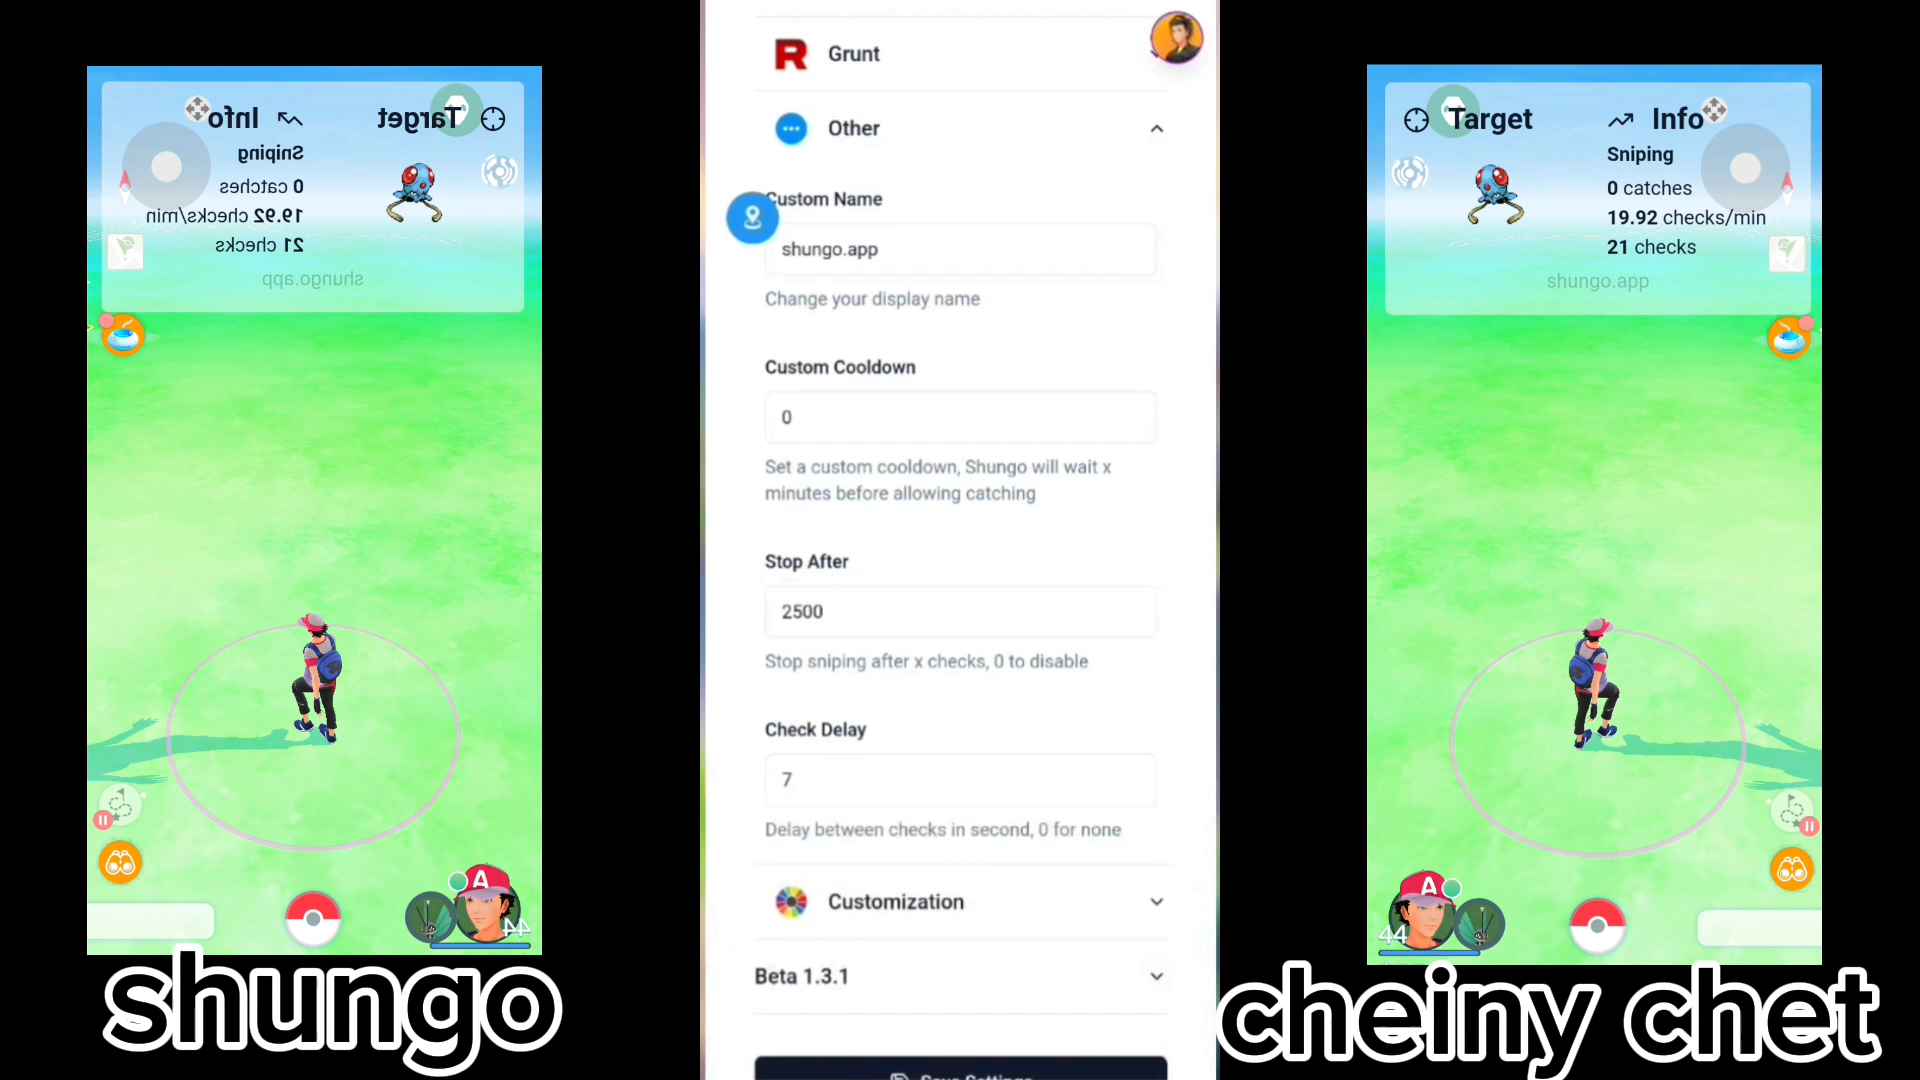 Info Target
Sniping
0 catches
19.92 checks/min
21 checks
shungo.app
A
44
shungo
R Grunt
Other
Custom Name
shungo.app
Change your display name
Custom Cooldown
0
Set a custom cooldown, Shungo will wait x
minutes before allowing catching
Stop After
2500
Stop sniping after x checks, 0 to disable
Check Delay
7
Delay between checks in second, 0 for none
Customization
Beta 1.3.1
Save Settings
Target Info
Sniping
0 catches
19.92 checks/min
21 checks
shungo.app
A
44
cheiny chet